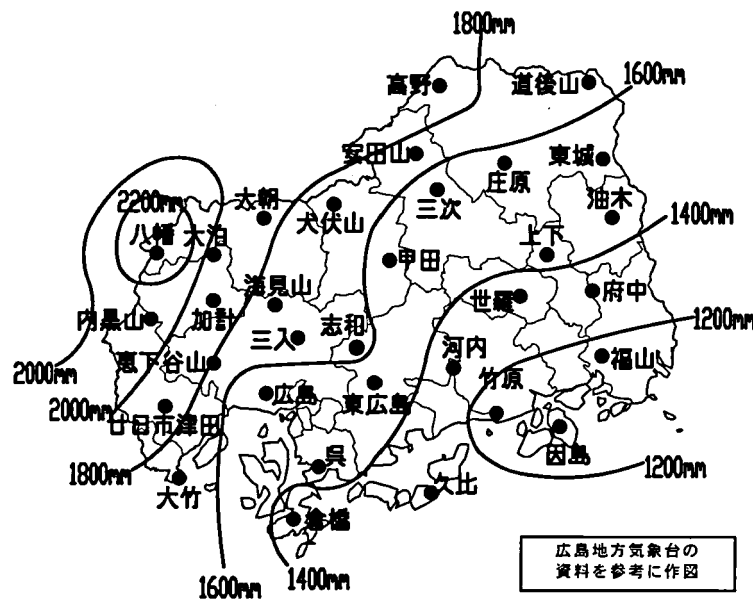 1800mm
高野
道後山
1600mm
安田山
庄原
東城
2200mm
大朝
犬伏山
三次
油木
八幡
大泊
甲田
上下
1400mm
海見山
世羅
府中
内黒山
加計
三入
志和
河内
1200mm
恵下谷山
福山
2000mm
2000mm
広島
東広島
竹原
廿日市津田
因島
1800mm
大竹
呉
久比
1200mm
倉橋
1600mm
1400mm
広島地方気象台の
資料を参考に作図